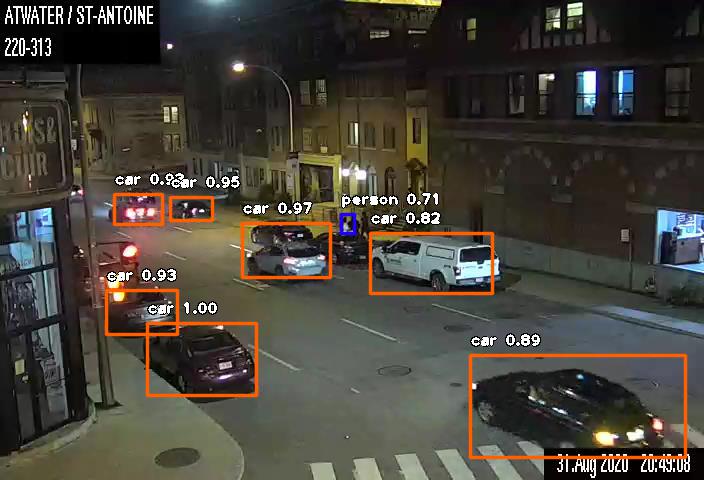 ATWATER / ST-ANTOINE
220-313
CUIR
car 0.93
car 0.95
car 0.97
person 0.71
car 0.82
car 0.93
car 1.00
car 0.89
31.Aug 2020 20:49:08